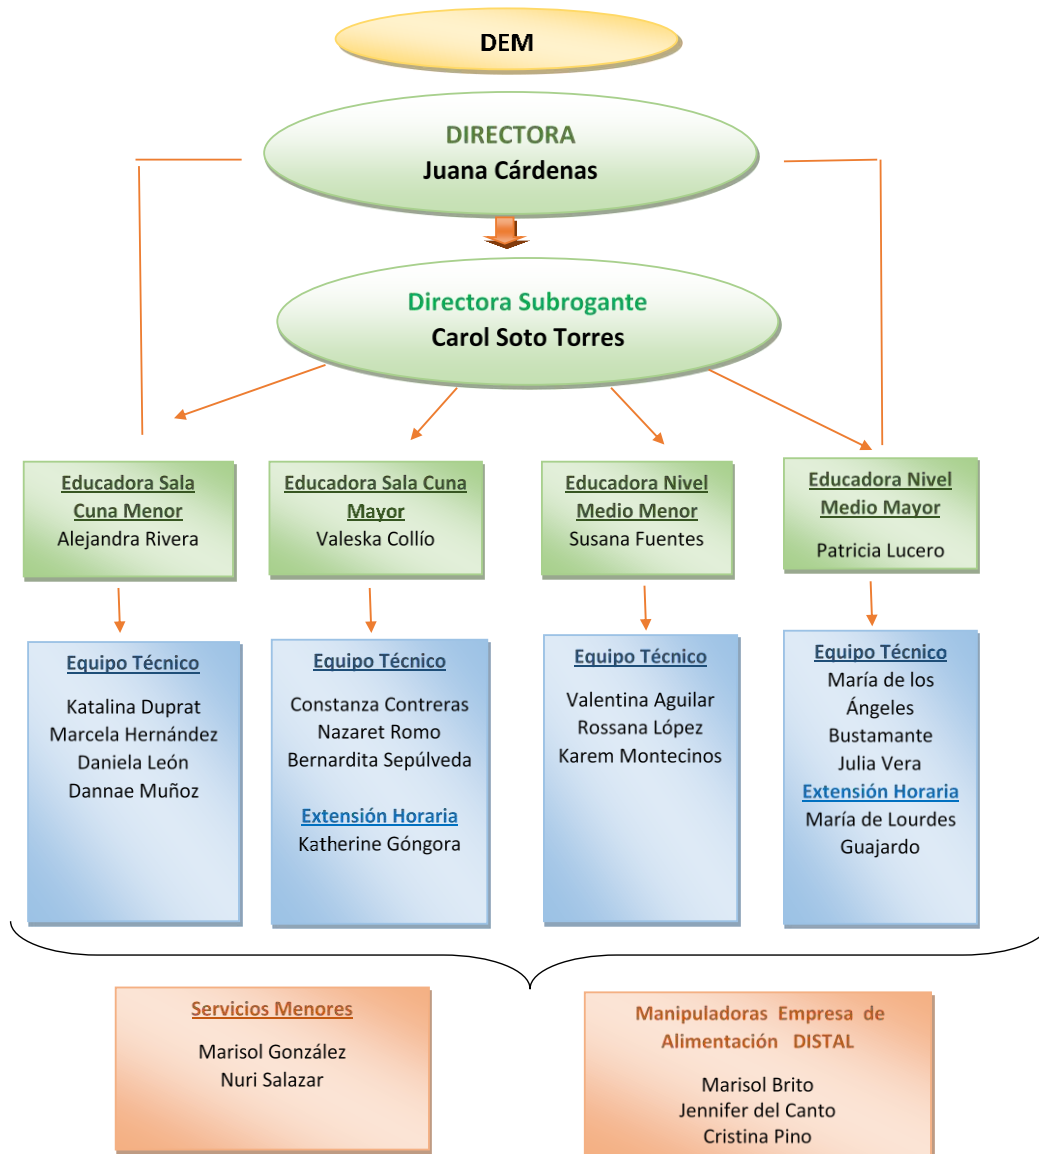 DEM
DIRECTORA
Juana Cárdenas
Directora Subrogante
Carol Soto Torres
Educadora Sala
Cuna Menor
Alejandra Rivera
Educadora Sala Cuna
Mayor
Valeska Collío
Educadora Nivel
Medio Menor
Susana Fuentes
Educadora Nivel
Medio Mayor
Patricia Lucero
Equipo Técnico
Katalina Duprat
Marcela Hernández
Daniela León
Dannae Muñoz
Equipo Técnico
Constanza Contreras
Nazaret Romo
Bernardita Sepúlveda
Extensión Horaria
Katherine Góngora
Equipo Técnico
Valentina Aguilar
Rossana López
Karem Montecinos
Equipo Técnico
María de los
Ángeles
Bustamante
Julia Vera
Extensión Horaria
María de Lourdes
Guajardo
Servicios Menores
Marisol González
Nuri Salazar
Manipuladoras Empresa de
Alimentación DISTAL
Marisol Brito
Jennifer del Canto
Cristina Pino